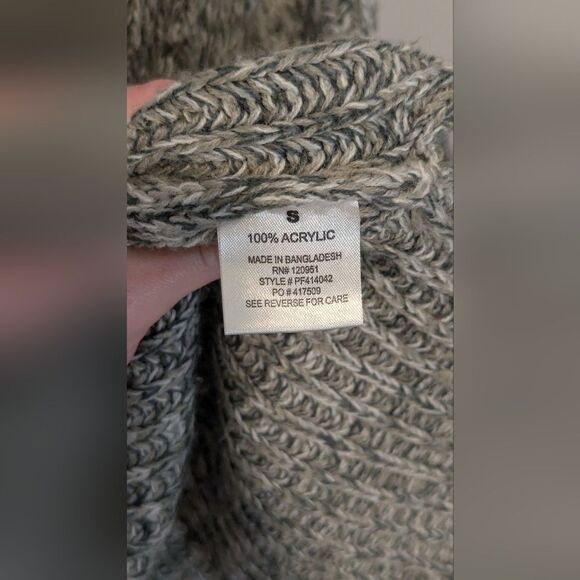 S
100% ACRYLIC
MADE IN BANGLADESH
RN# 120951
STYLE # PF414042
PO # 417509
SEE REVERSE FOR CARE